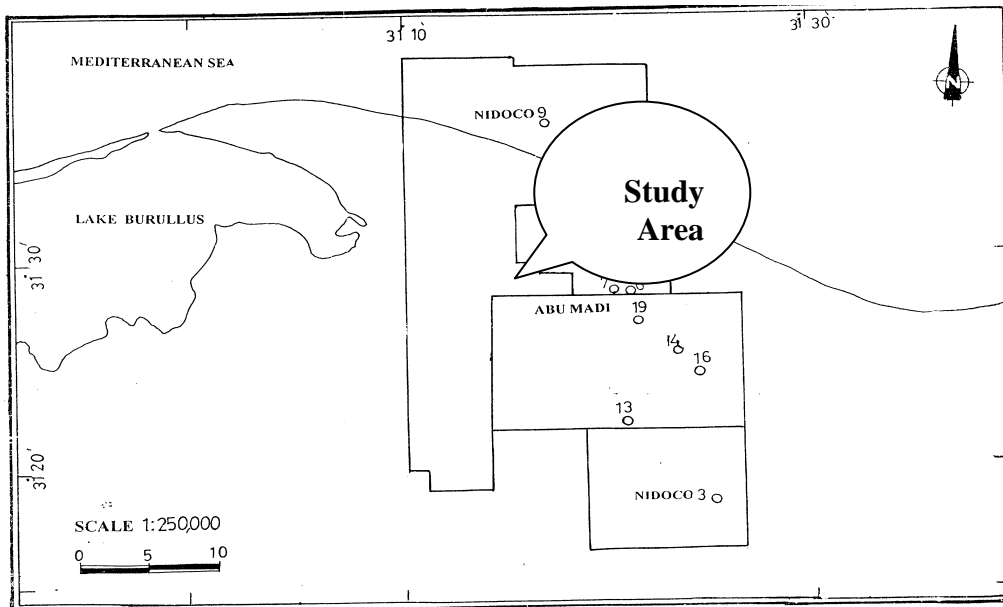 31° 10'
31° 30'
MEDITERRANEAN SEA
N
NIDOCO 9
Study
Area
LAKE BURULLUS
31° 30'
7
ABU MADI
19
14
16
13
31° 20'
NIDOCO 3
SCALE 1:250,000
0 5 10